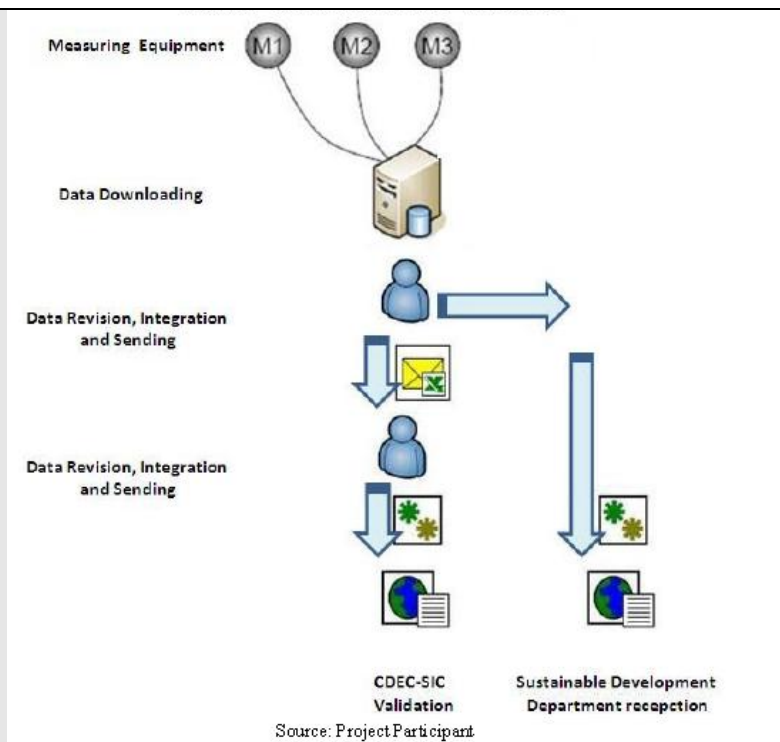 Measuring Equipment
M1
M2
M3
Data Downloading
Data Revision, Integration
and Sending
Data Revision, Integration
and Sending
CDEC-SIC
Validation
Sustainable Development
Department recepction
Source: Project Participant